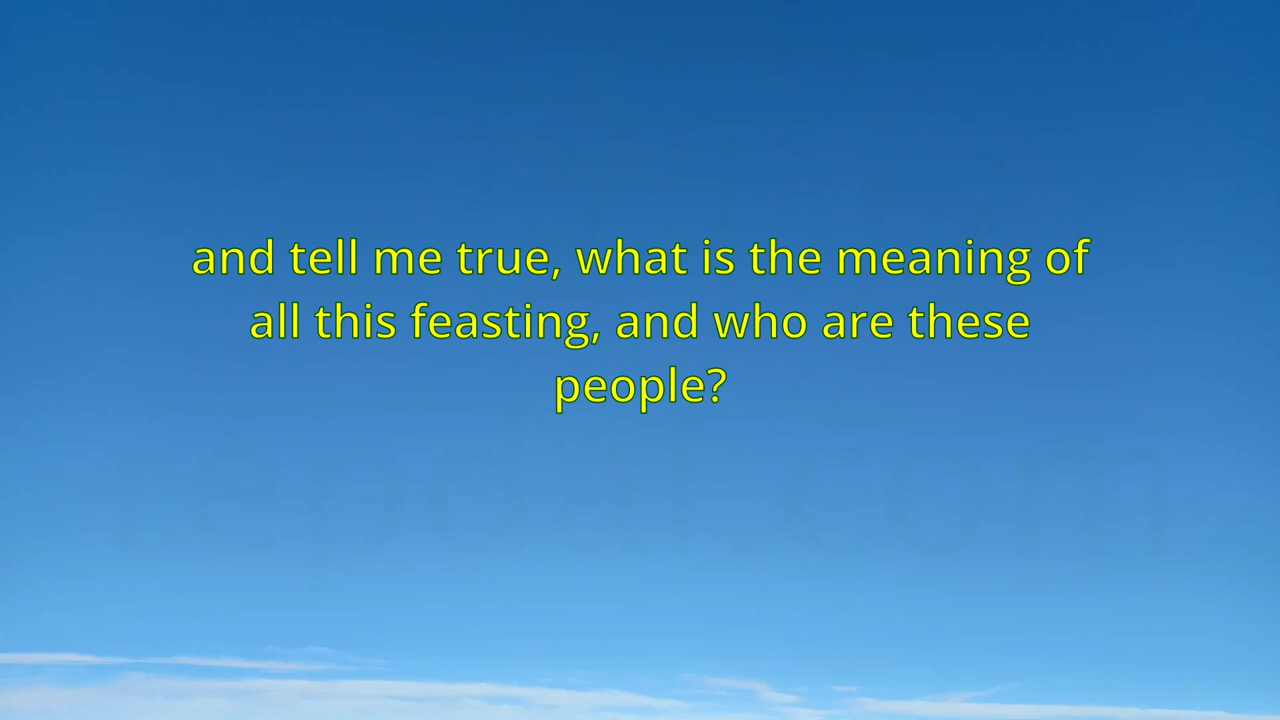 and tell me true, what is the meaning of
all this feasting, and who are these
people?